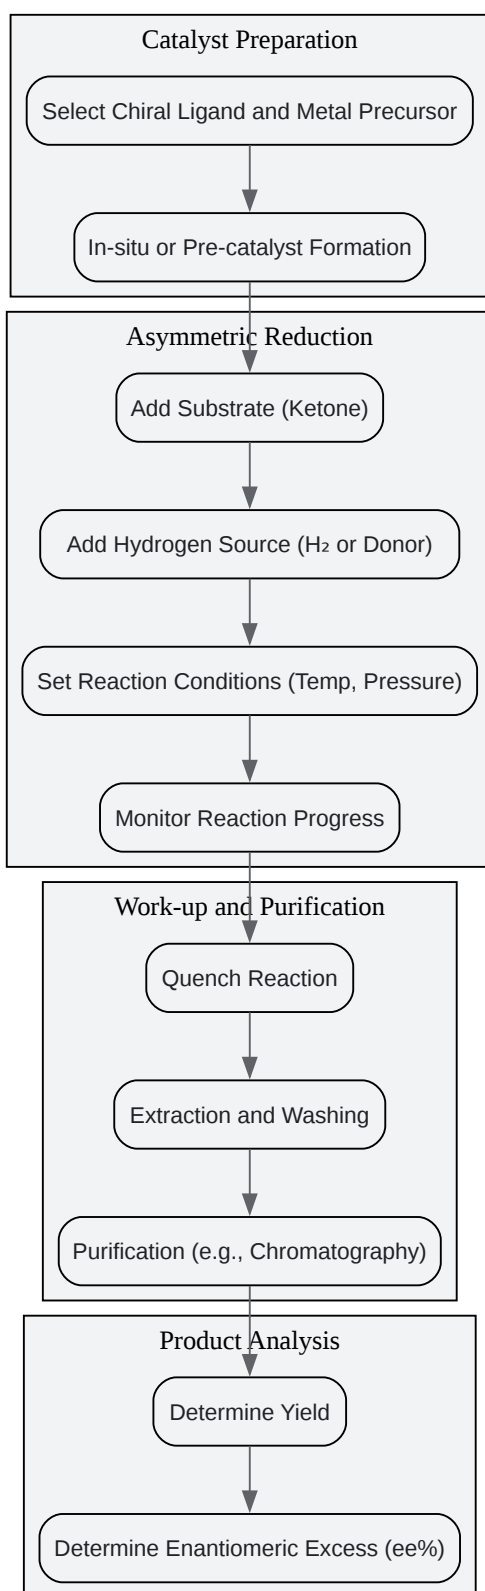 Catalyst Preparation
Select Chiral Ligand and Metal Precursor
In-situ or Pre-catalyst Formation
Asymmetric Reduction
Add Substrate (Ketone)
Add Hydrogen Source (H₂ or Donor)
Set Reaction Conditions (Temp, Pressure)
Monitor Reaction Progress
Work-up and Purification
Quench Reaction
Extraction and Washing
Purification (e.g., Chromatography)
Product Analysis
Determine Yield
Determine Enantiomeric Excess (ee%)